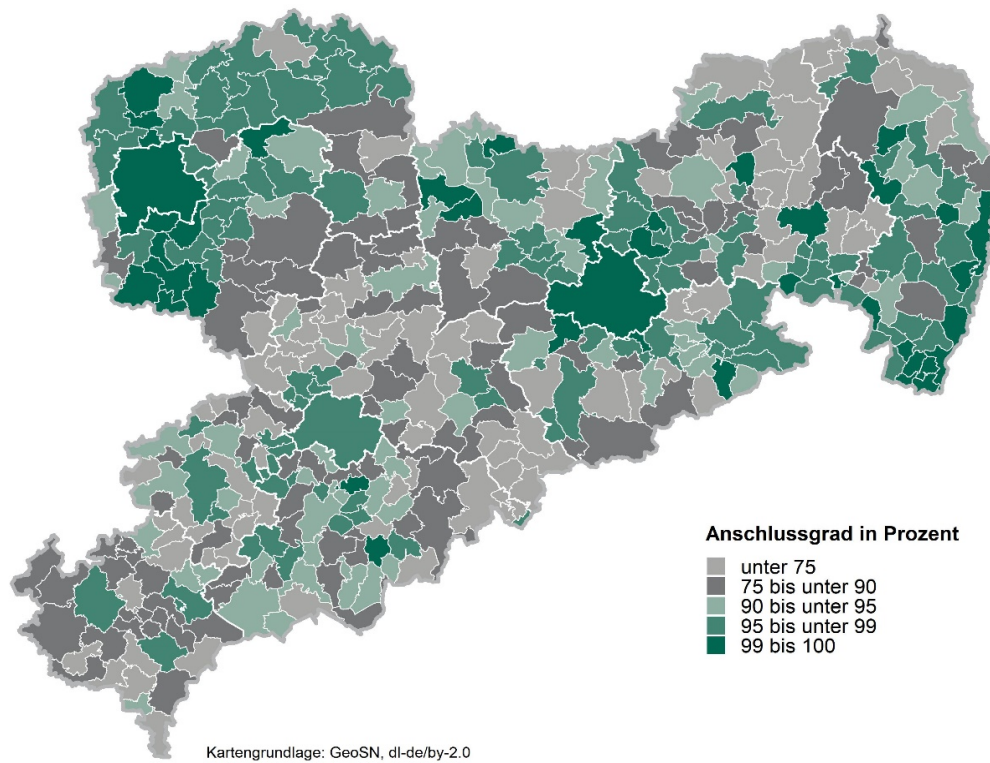 Anschlussgrad in Prozent
unter 75
75 bis unter 90
90 bis unter 95
95 bis unter 99
99 bis 100
Kartengrundlage: GeoSN, dl-de/by-2.0